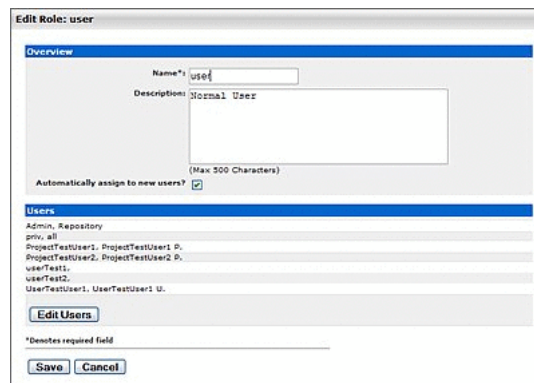 Edit Role: user
Overview
Name*: user
Description: Normal User
(Max 500 Characters)
Automatically assign to new users?
Users
Admin, Repository
priv, all
ProjectTestUser1, ProjectTestUser1 P.
ProjectTestUser2, ProjectTestUser2 P.
userTest1,
userTest2,
UserTestUser1, UserTestUser1 U.
Edit Users
*Denotes required field
Save Cancel